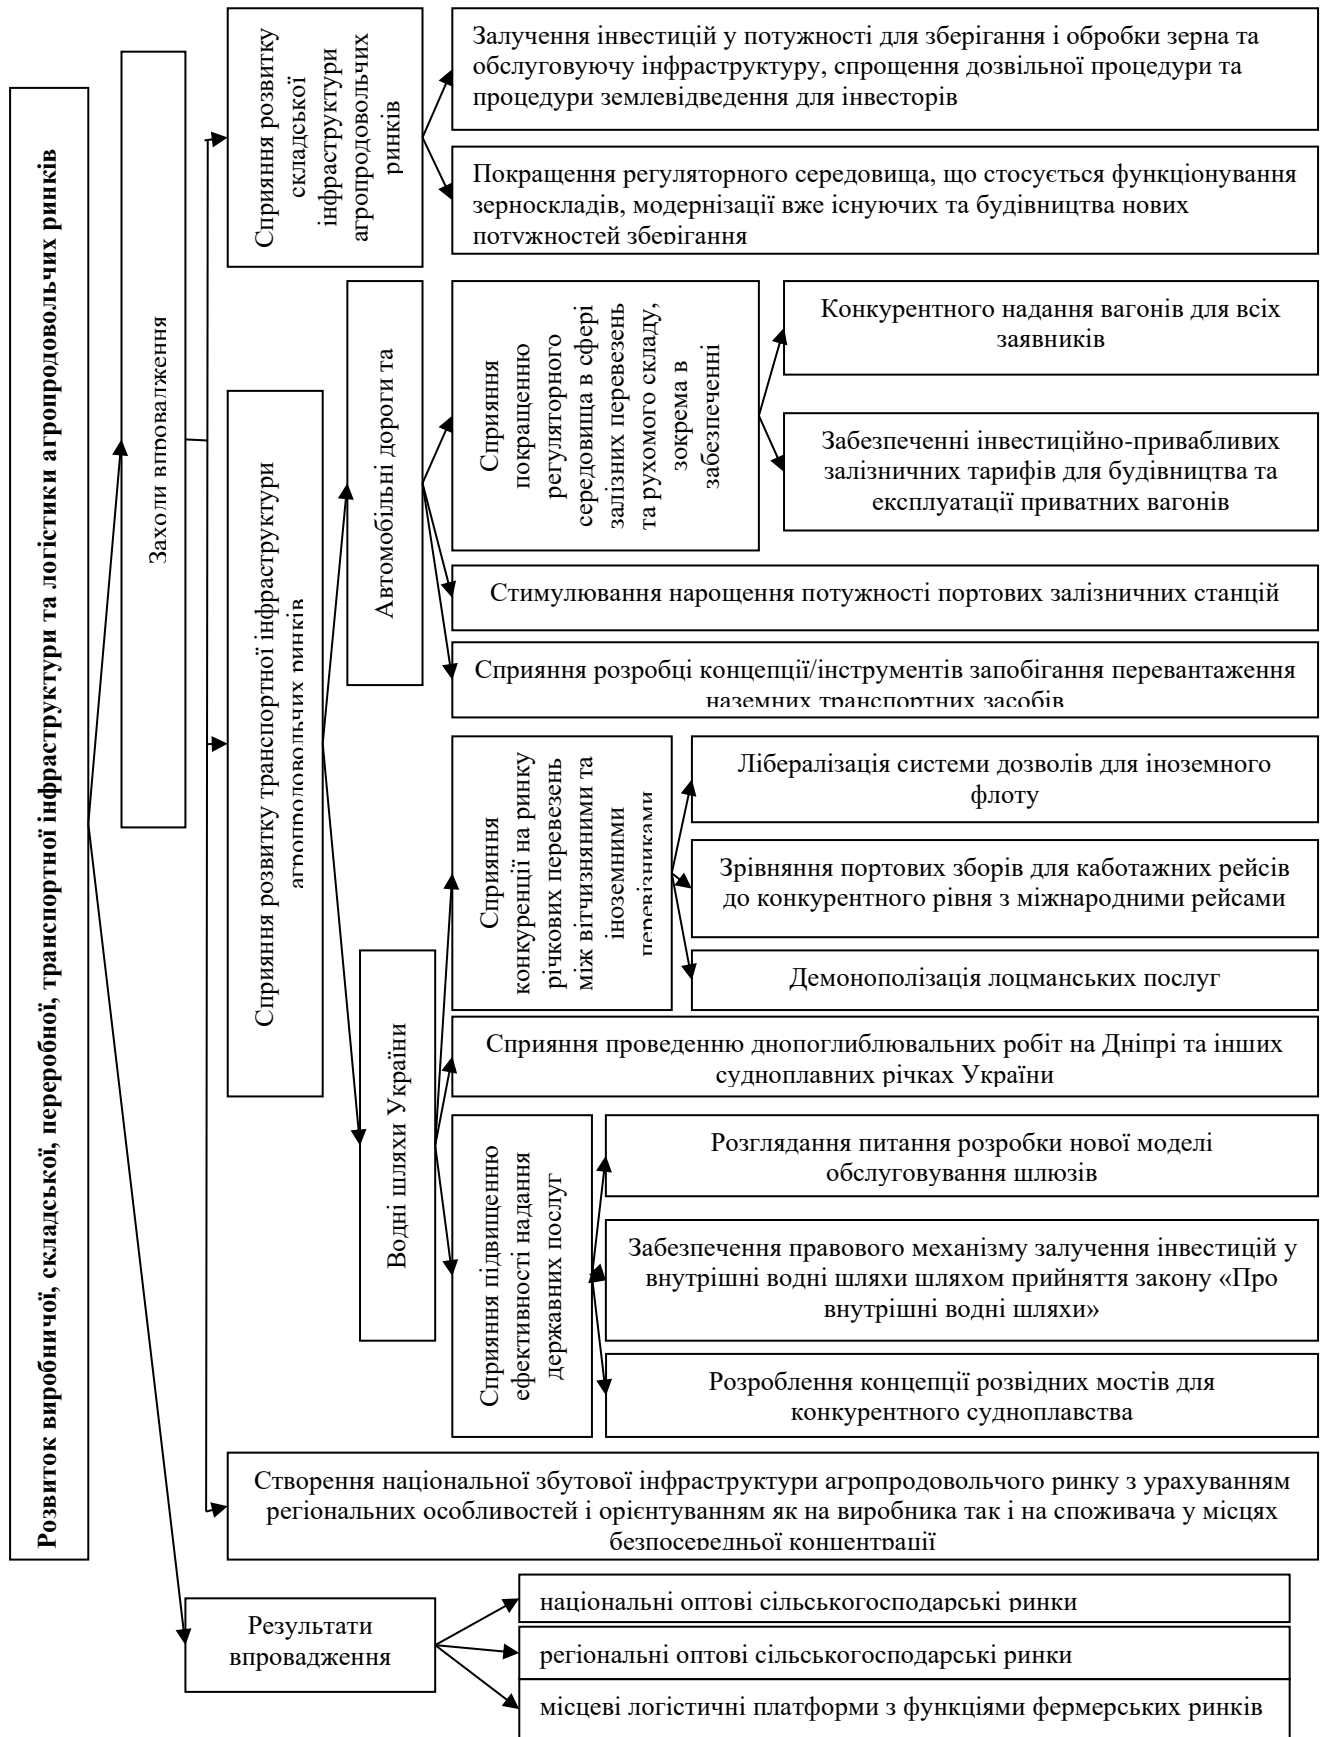 Розвиток виробничої, складської, переробної, транспортної інфраструктури та логістики агропродовольчих ринків
Заходи впровадження
Сприяння розвитку
складської
інфраструктури
агропродовольчих
ринків
Залучення інвестицій у потужності для зберігання і обробки зерна та
обслуговуючу інфраструктуру, спрощення дозвільної процедури та
процедури землевідведення для інвесторів
Покращення регуляторного середовища, що стосується функціонування
зерноскладів, модернізації вже існуючих та будівництва нових
потужностей зберігання
Сприяння розвитку транспортної інфраструктури
агропродовольчих ринків
Автомобільні дороги та
Сприяння
покращенню
регуляторного
середовища в сфері
залізних перевезень
та рухомого складу,
зокрема в
забезпеченні
Конкурентного надання вагонів для всіх
заявників
Забезпеченні інвестиційно-привабливих
залізничних тарифів для будівництва та
експлуатації приватних вагонів
Стимулювання нарощення потужності портових залізничних станцій
Сприяння розробці концепції/інструментів запобігання перевантаження
наземних транспортних засобів
Водні шляхи України
Сприяння
конкуренції на ринку
річкових перевезень
між вітчизняними та
іноземними
перевізниками
Лібералізація системи дозволів для іноземного
флоту
Зрівняння портових зборів для каботажних рейсів
до конкурентного рівня з міжнародними рейсами
Демонополізація лоцманських послуг
Сприяння проведенню днопоглиблювальних робіт на Дніпрі та інших
судноплавних річках України
Сприяння підвищенню
ефективності надання
державних послуг
Розглядання питання розробки нової моделі
обслуговування шлюзів
Забезпечення правового механізму залучення інвестицій у
внутрішні водні шляхи шляхом прийняття закону «Про
внутрішні водні шляхи»
Розроблення концепції розвідних мостів для
конкурентного судноплавства
Створення національної збутової інфраструктури агропродовольчого ринку з урахуванням
регіональних особливостей і орієнтуванням як на виробника так і на споживача у місцях
безпосередньої концентрації
Результати
впровадження
національні оптові сільськогосподарські ринки
регіональні оптові сільськогосподарські ринки
місцеві логістичні платформи з функціями фермерських ринків